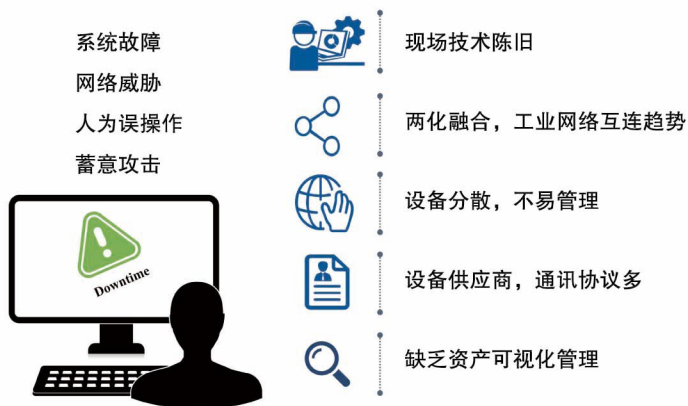 系统故障
网络威胁
人为误操作
蓄意攻击
Downtime
现场技术陈旧
两化融合，工业网络互连趋势
设备分散，不易管理
设备供应商，通讯协议多
缺乏资产可视化管理